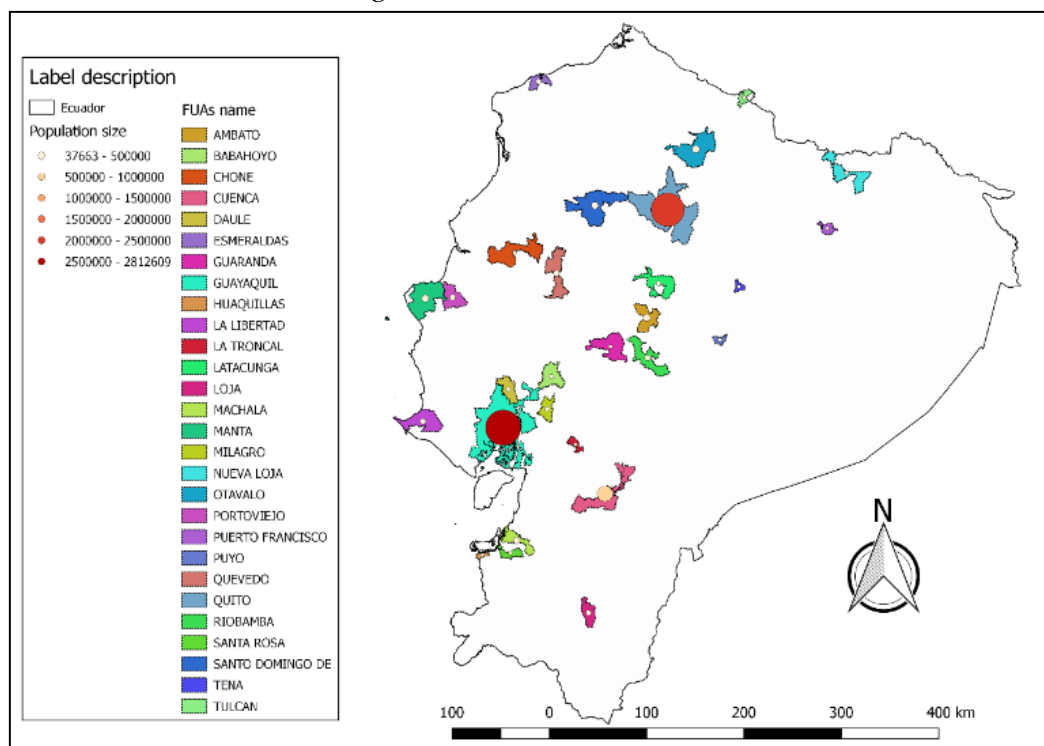 Label description
Ecuador
Population size
37663 - 500000
500000 - 1000000
1000000 - 1500000
1500000 - 2000000
2000000 - 2500000
2500000 - 2812609
FUAs name
AMBATO
BABAHOYO
CHONE
CUENCA
DAULE
ESMERALDAS
GUARANDA
GUAYAQUIL
HUAQUILLAS
LA LIBERTAD
LA TRONCAL
LATACUNGA
LOJA
MACHALA
MANTA
MILAGRO
NUEVA LOJA
OTAVALO
PORTOVIEJO
PUERTO FRANCISCO
PUYO
QUEVEDO
QUITO
RIOBAMBA
SANTA ROSA
SANTO DOMINGO DE
TENA
TULCAN
N
100 0 100 200 300 400 km